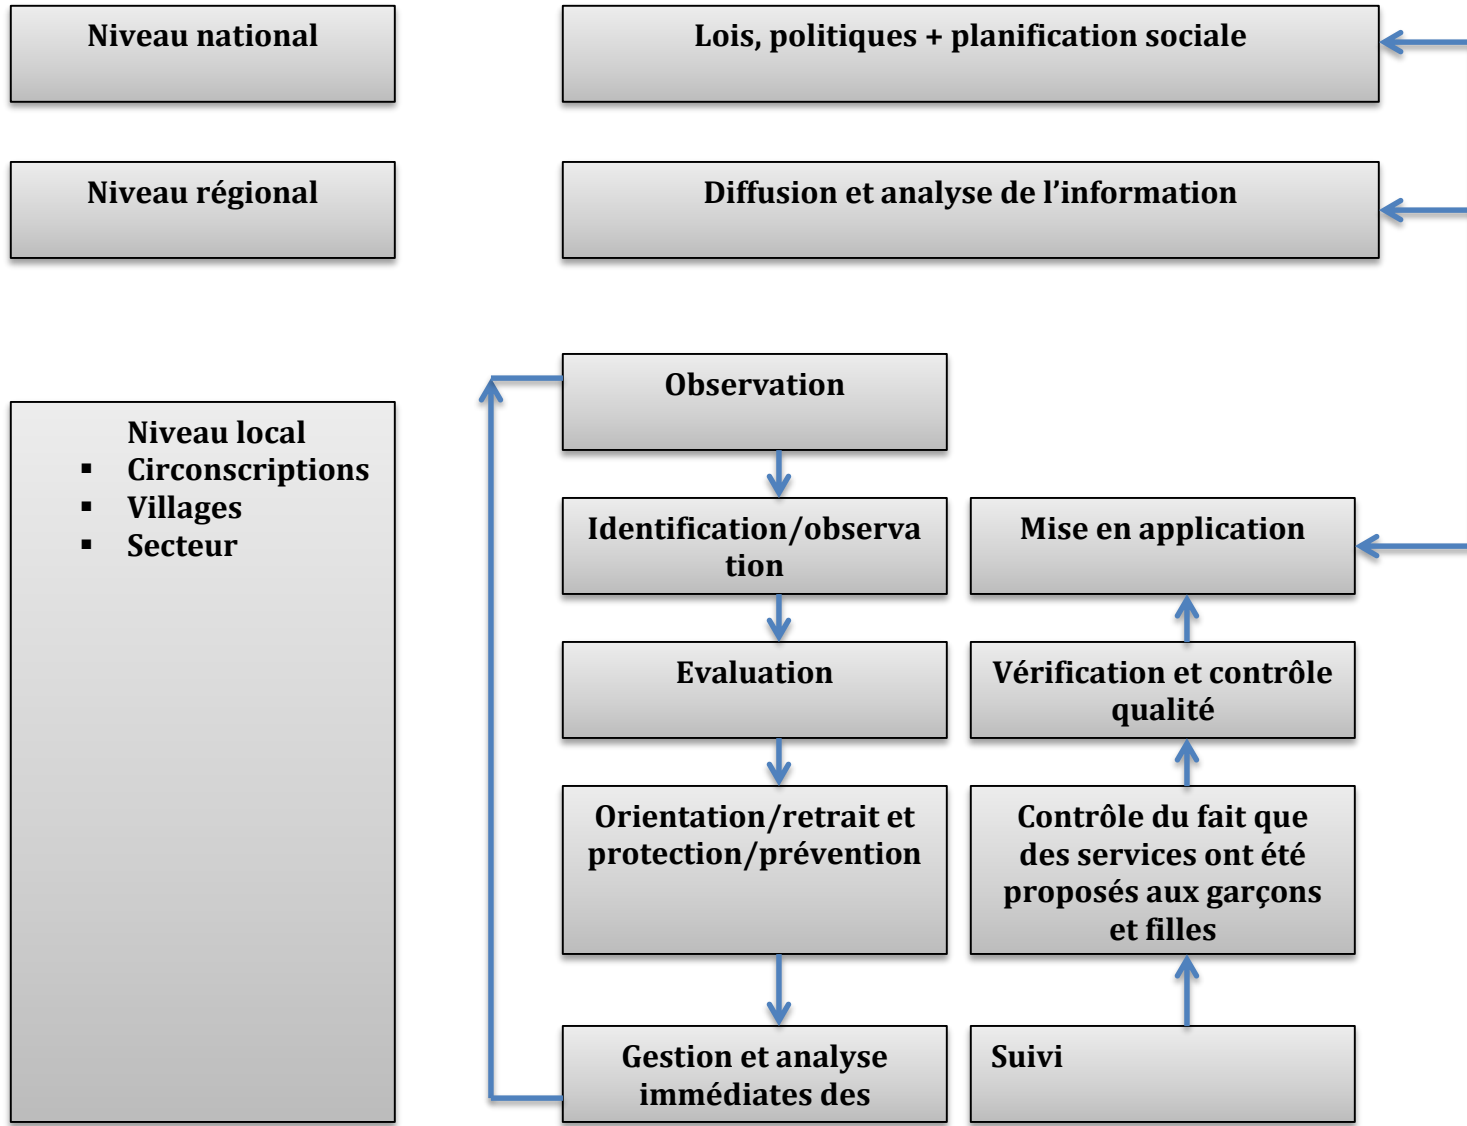 Niveau national
Lois, politiques + planification sociale
Niveau régional
Diffusion et analyse de l’information
Niveau local
▪ Circonscriptions
▪ Villages
▪ Secteur
Observation
Identification/observa
tion
Evaluation
Orientation/retrait et
protection/prévention
Gestion et analyse
immédiates des
Mise en application
Vérification et contrôle
qualité
Contrôle du fait que
des services ont été
proposés aux garçons
et filles
Suivi